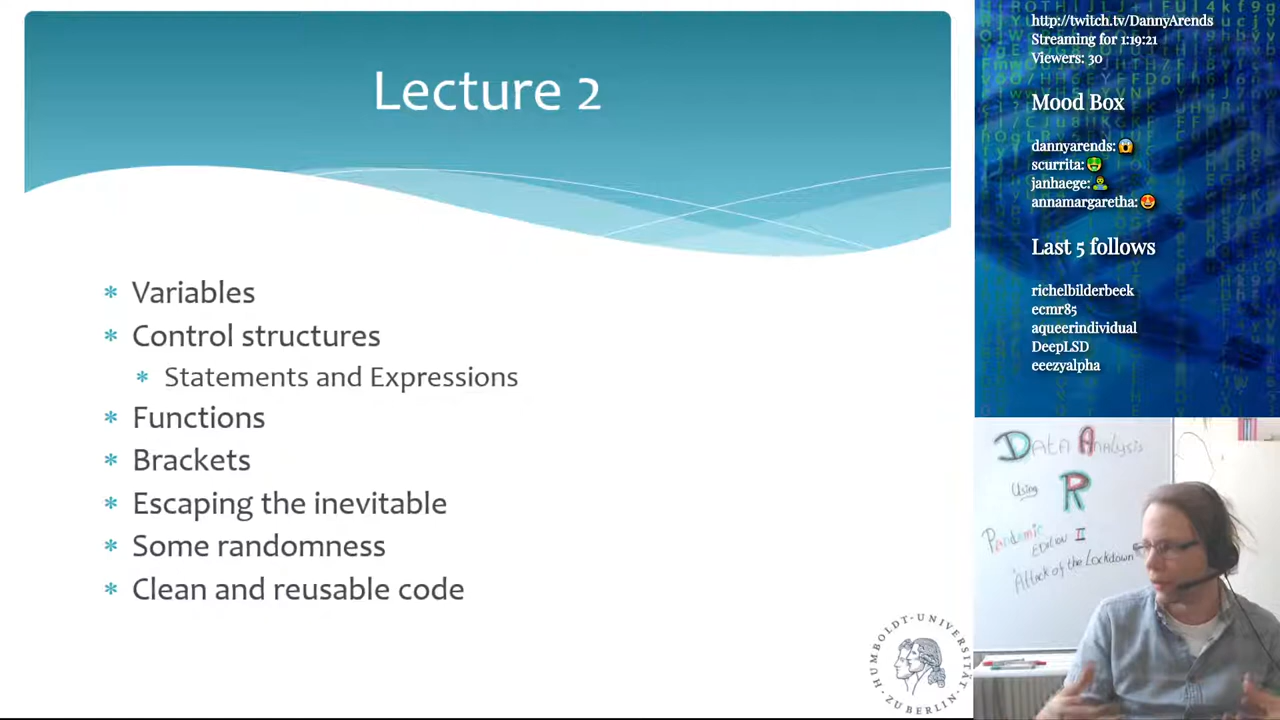 Lecture 2
* Variables
* Control structures
* Statements and Expressions
* Functions
* Brackets
* Escaping the inevitable
* Some randomness
* Clean and reusable code
HUMBOLDT-UNIVERSITÄT
ZU BERLIN
http://twitch.tv/DannyArends
Streaming for 1:19:21
Viewers: 30
Mood Box
dannyarends: 😱
scurrita: 🤑
janhaege: 🧘‍♂️
annamargaretha: 😍
Last 5 follows
richelbilderbeek
ecmr85
aqueerindividual
DeepLSD
eeezyalpha
DATA ANALYSIS
Using R
Pandemic
EDITION II
'Attack of the Lockdown'